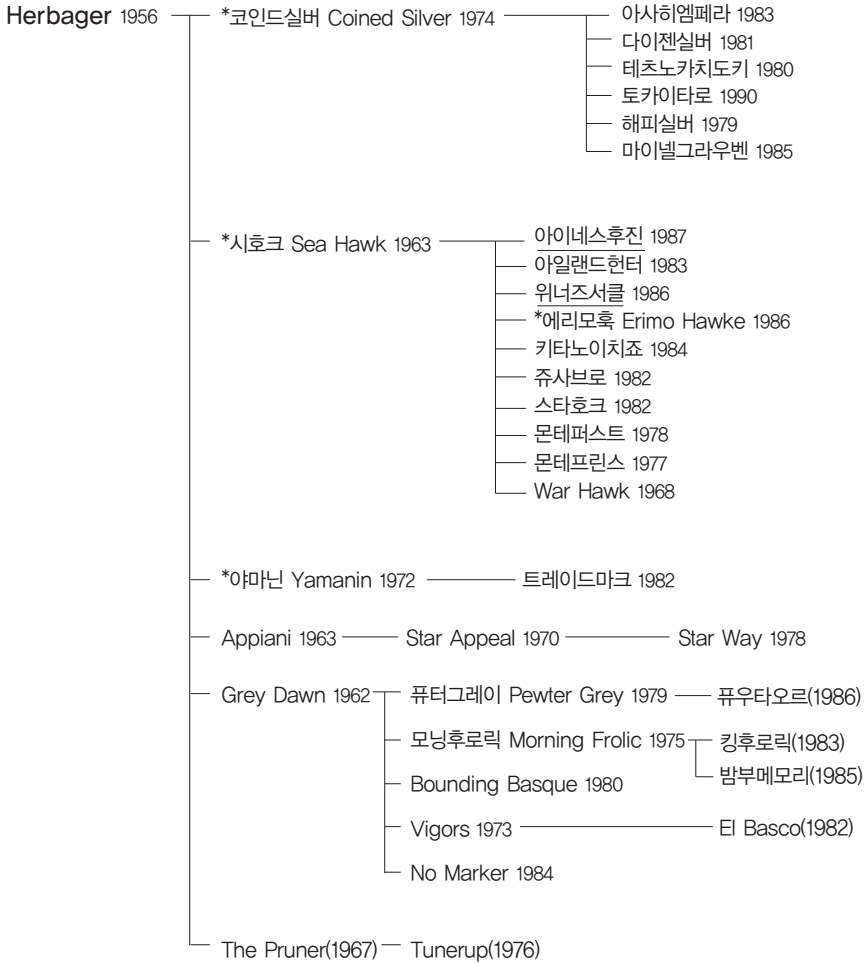 Herbager 1956
*코인드실버 Coined Silver 1974
아사히엠페라 1983
다이젠실버 1981
테츠노카치도키 1980
토카이타로 1990
해피실버 1979
마이넬그라우벤 1985
*시호크 Sea Hawk 1963
아이네스후진 1987
아일랜드헌터 1983
위너즈서클 1986
*에리모훅 Erimo Hawke 1986
키타노이치죠 1984
쥬사브로 1982
스타호크 1982
몬테퍼스트 1978
몬테프린스 1977
War Hawk 1968
*야마닌 Yamanin 1972
트레이드마크 1982
Appiani 1963
Star Appeal 1970
Star Way 1978
Grey Dawn 1962
퓨터그레이 Pewter Grey 1979
퓨우타오르(1986)
모닝후로릭 Morning Frolic 1975
킹후로릭(1983)
밤부메모리(1985)
Bounding Basque 1980
Vigors 1973
El Basco(1982)
No Marker 1984
The Pruner(1967)
Tunerup(1976)